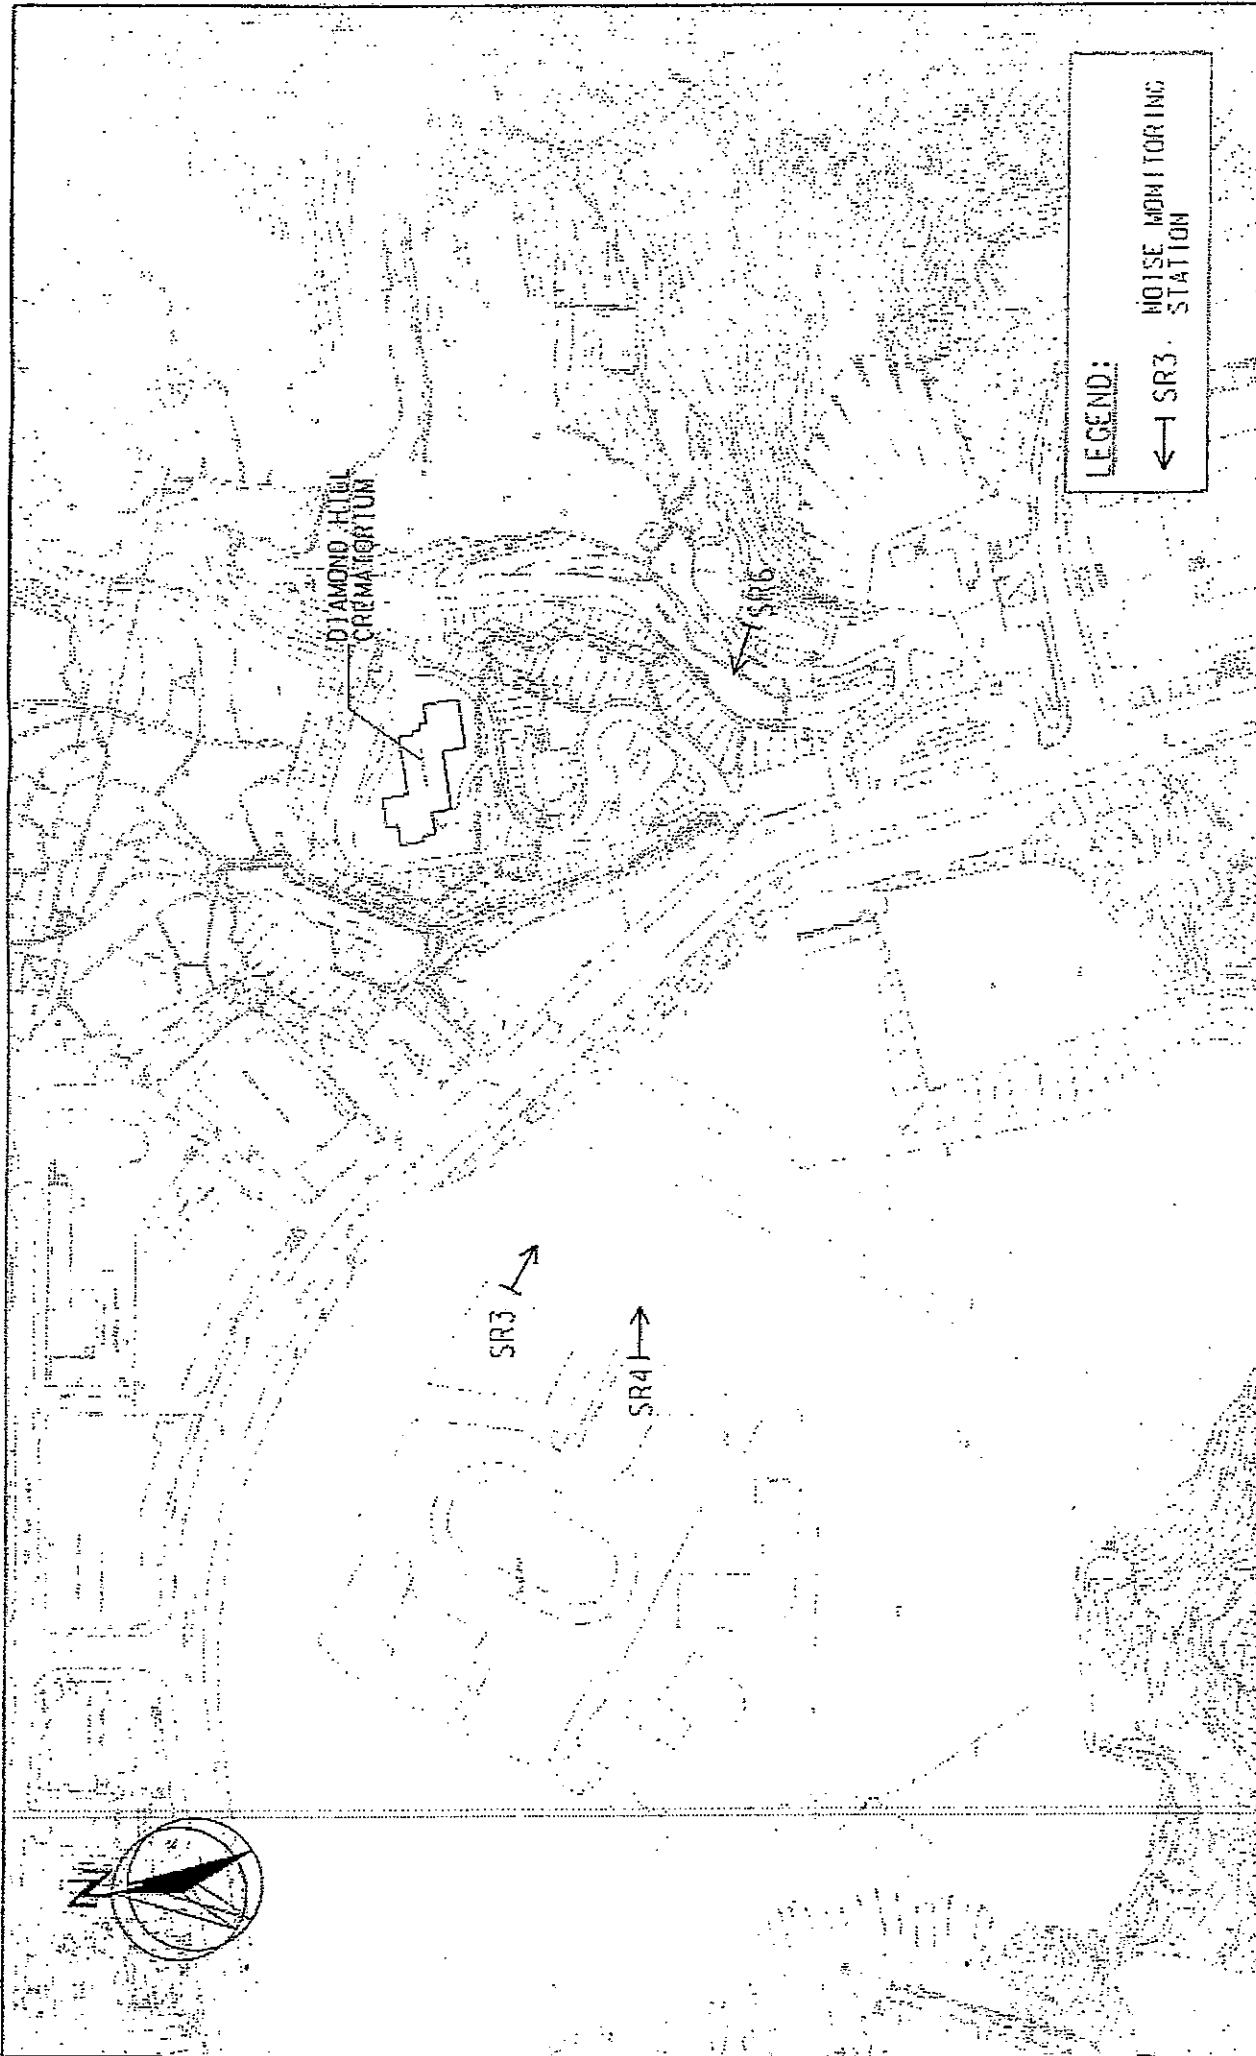 DIAMOND HILL
CREMATORIUM
SR6
SR3
SR4
N
LEGEND:
SR3
NOISE MONITORING
STATION